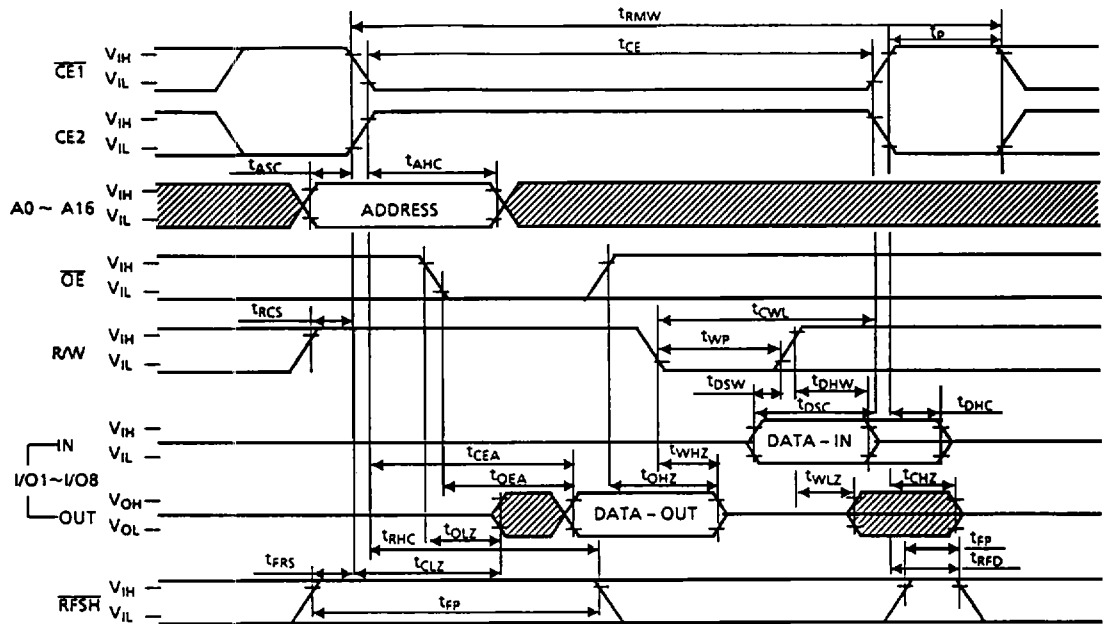 tRMW
tP
tCE
CE1
VIH
VIL
CE2
VIH
VIL
tASC
tAHC
A0 ~ A16
VIH
VIL
ADDRESS
OE
VIH
VIL
tRCS
tCWL
R/W
VIH
VIL
tWP
tDSW
tDHW
tDSC
tDHC
IN
VIH
VIL
DATA - IN
tCEA
tWHZ
I/O1~I/O8
tOEA
tOHZ
tWLZ
tCHZ
OUT
VOH
VOL
DATA - OUT
tOLZ
tRHC
tFP
tFRS
tCLZ
tRFD
RFSH
VIH
VIL
tFP